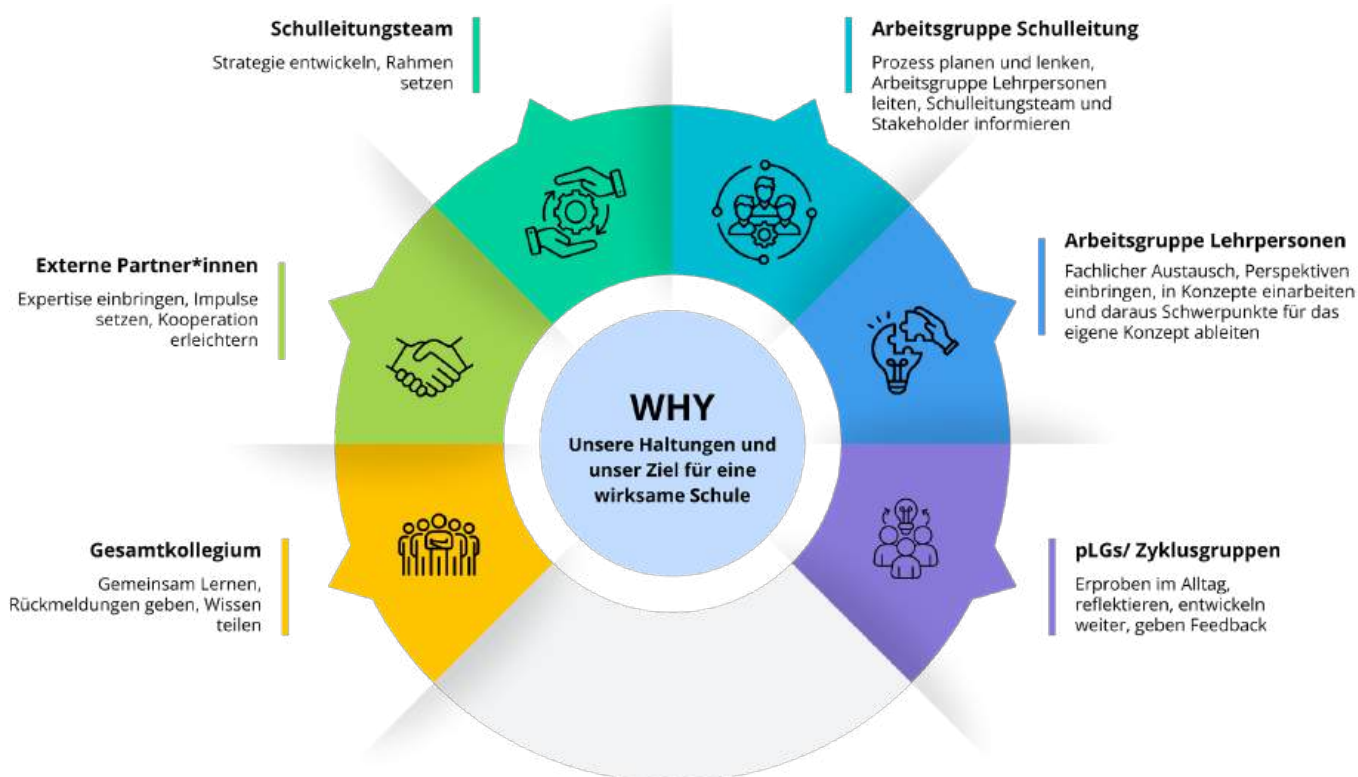 Schulleitungsteam
Strategie entwickeln, Rahmen
setzen
Arbeitsgruppe Schulleitung
Prozess planen und lenken,
Arbeitsgruppe Lehrpersonen
leiten, Schulleitungsteam und
Stakeholder informieren
Externe Partner*innen
Expertise einbringen, Impulse
setzen, Kooperation
erleichtern
Arbeitsgruppe Lehrpersonen
Fachlicher Austausch, Perspektiven
einbringen, in Konzepte einarbeiten
und daraus Schwerpunkte für das
eigene Konzept ableiten
WHY
Unsere Haltungen und
unser Ziel für eine
wirksame Schule
Gesamtkollegium
Gemeinsam Lernen,
Rückmeldungen geben, Wissen
teilen
pLGs/ Zyklusgruppen
Erproben im Alltag,
reflektieren, entwickeln
weiter, geben Feedback